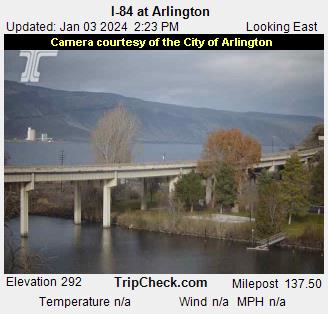 I-84 at Arlington
Updated: Jan 03 2024 2:23 PM Looking East
Camera courtesy of the City of Arlington
Elevation 292 TripCheck.com Milepost 137.50
Temperature n/a Wind n/a MPH n/a